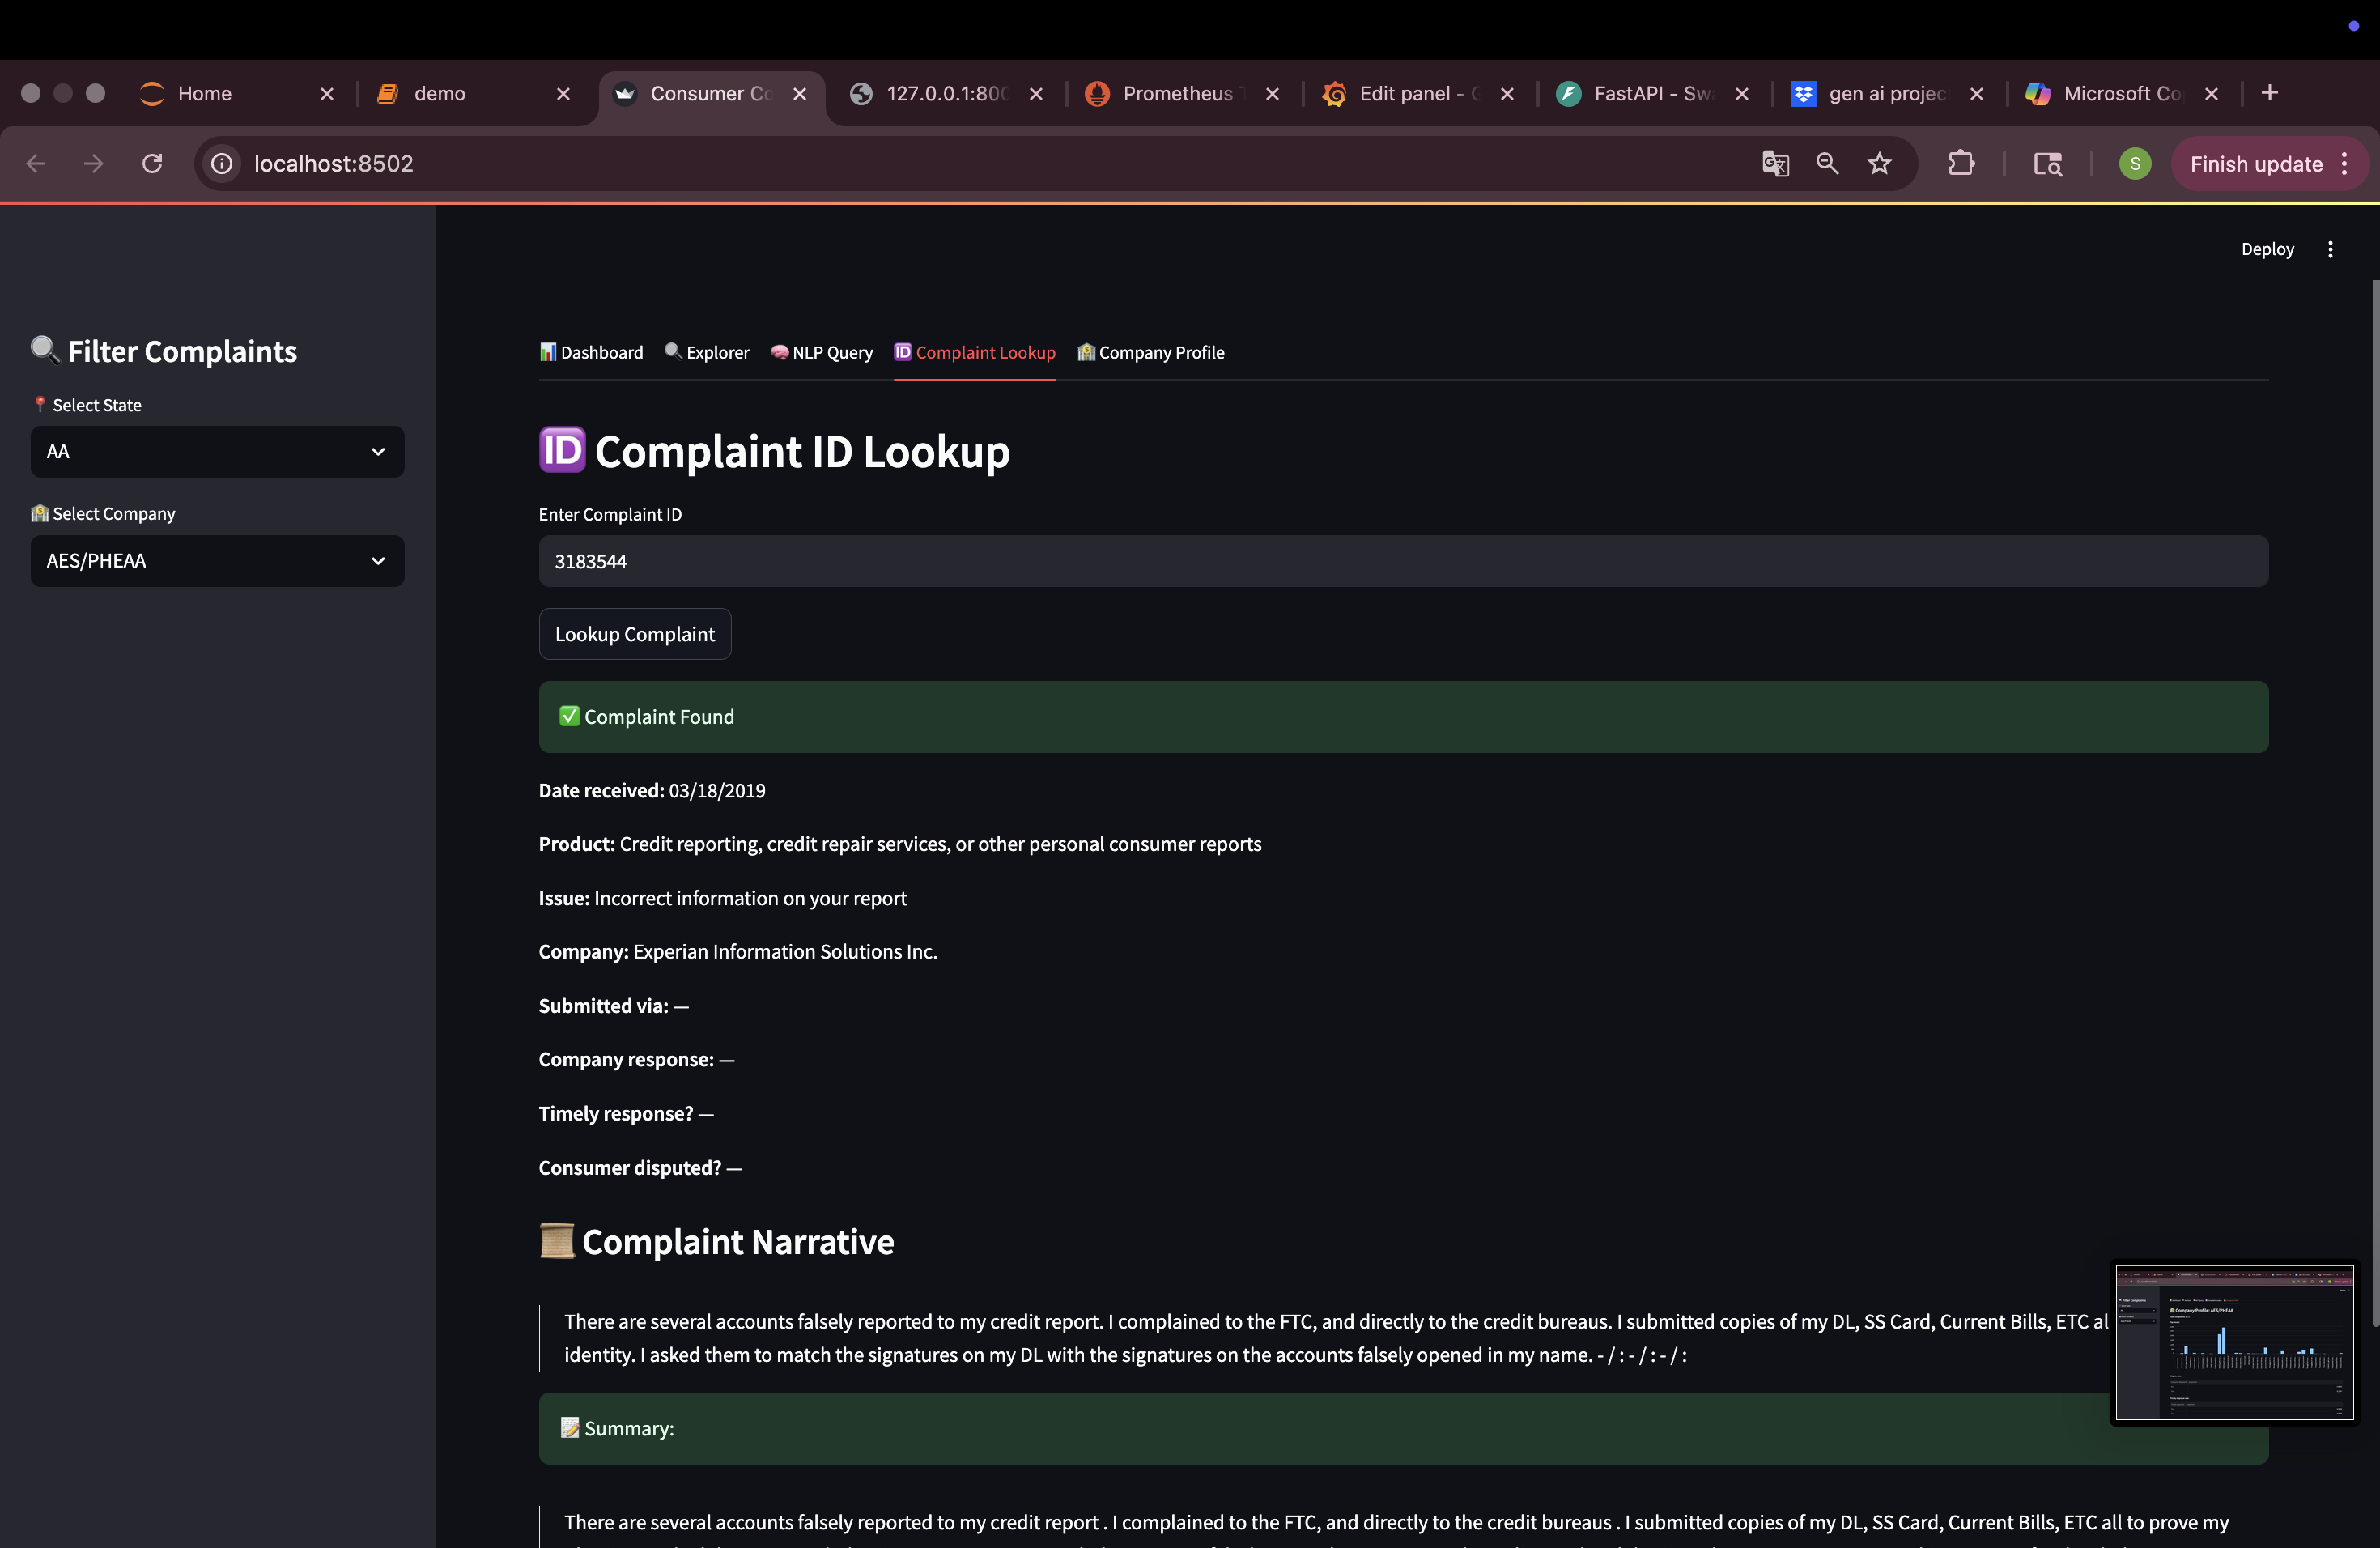 Home
demo
Consumer Co
127.0.0.1:800
Prometheus T
Edit panel - G
FastAPI - Swa
gen ai projec
Microsoft Co
localhost:8502
S
Finish update
Deploy
🔍 Filter Complaints
📍 Select State
AA
🏦 Select Company
AES/PHEAA
📊 Dashboard
🔍 Explorer
🧠 NLP Query
🆔 Complaint Lookup
🏦 Company Profile
🆔 Complaint ID Lookup
Enter Complaint ID
3183544
Lookup Complaint
✅ Complaint Found
Date received: 03/18/2019
Product: Credit reporting, credit repair services, or other personal consumer reports
Issue: Incorrect information on your report
Company: Experian Information Solutions Inc.
Submitted via: —
Company response: —
Timely response? —
Consumer disputed? —
📜 Complaint Narrative
There are several accounts falsely reported to my credit report. I complained to the FTC, and directly to the credit bureaus. I submitted copies of my DL, SS Card, Current Bills, ETC al
identity. I asked them to match the signatures on my DL with the signatures on the accounts falsely opened in my name. - / : - / : - / :
Company Profile: AES/PHEAA
📝 Summary:
There are several accounts falsely reported to my credit report . I complained to the FTC, and directly to the credit bureaus . I submitted copies of my DL, SS Card, Current Bills, ETC all to prove my